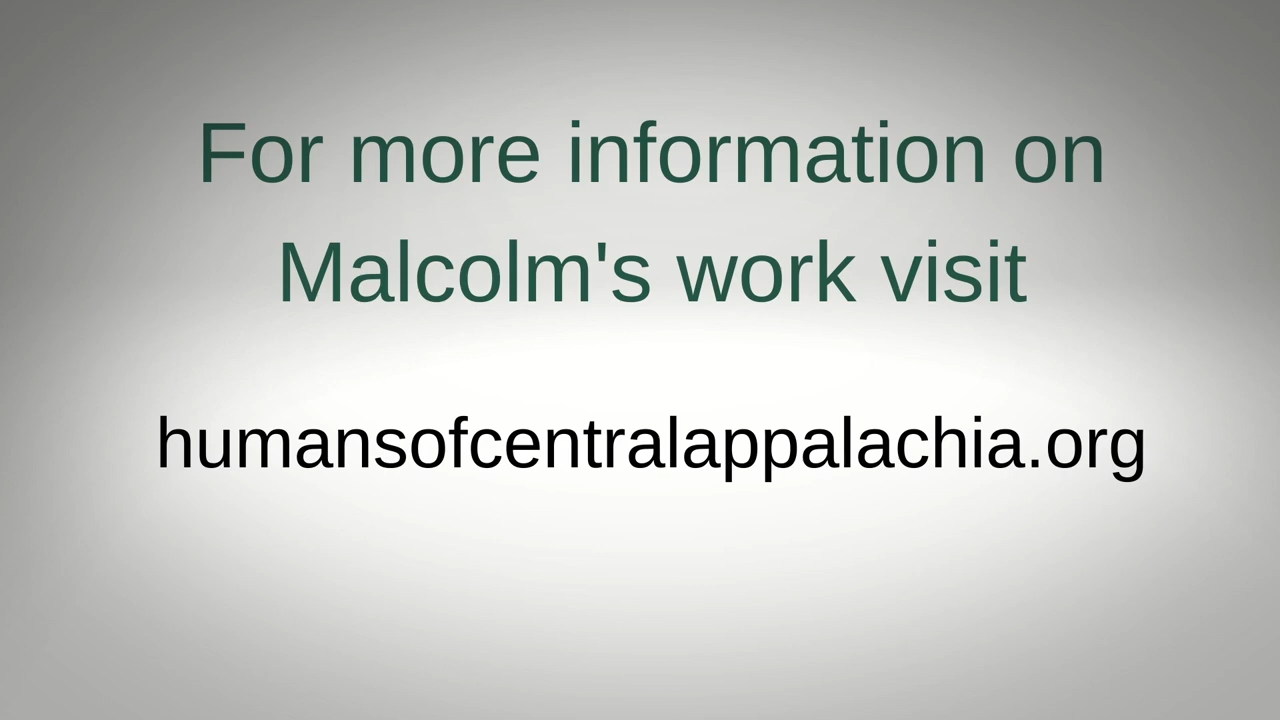 For more information on
Malcolm's work visit
humansofcentralappalachia.org